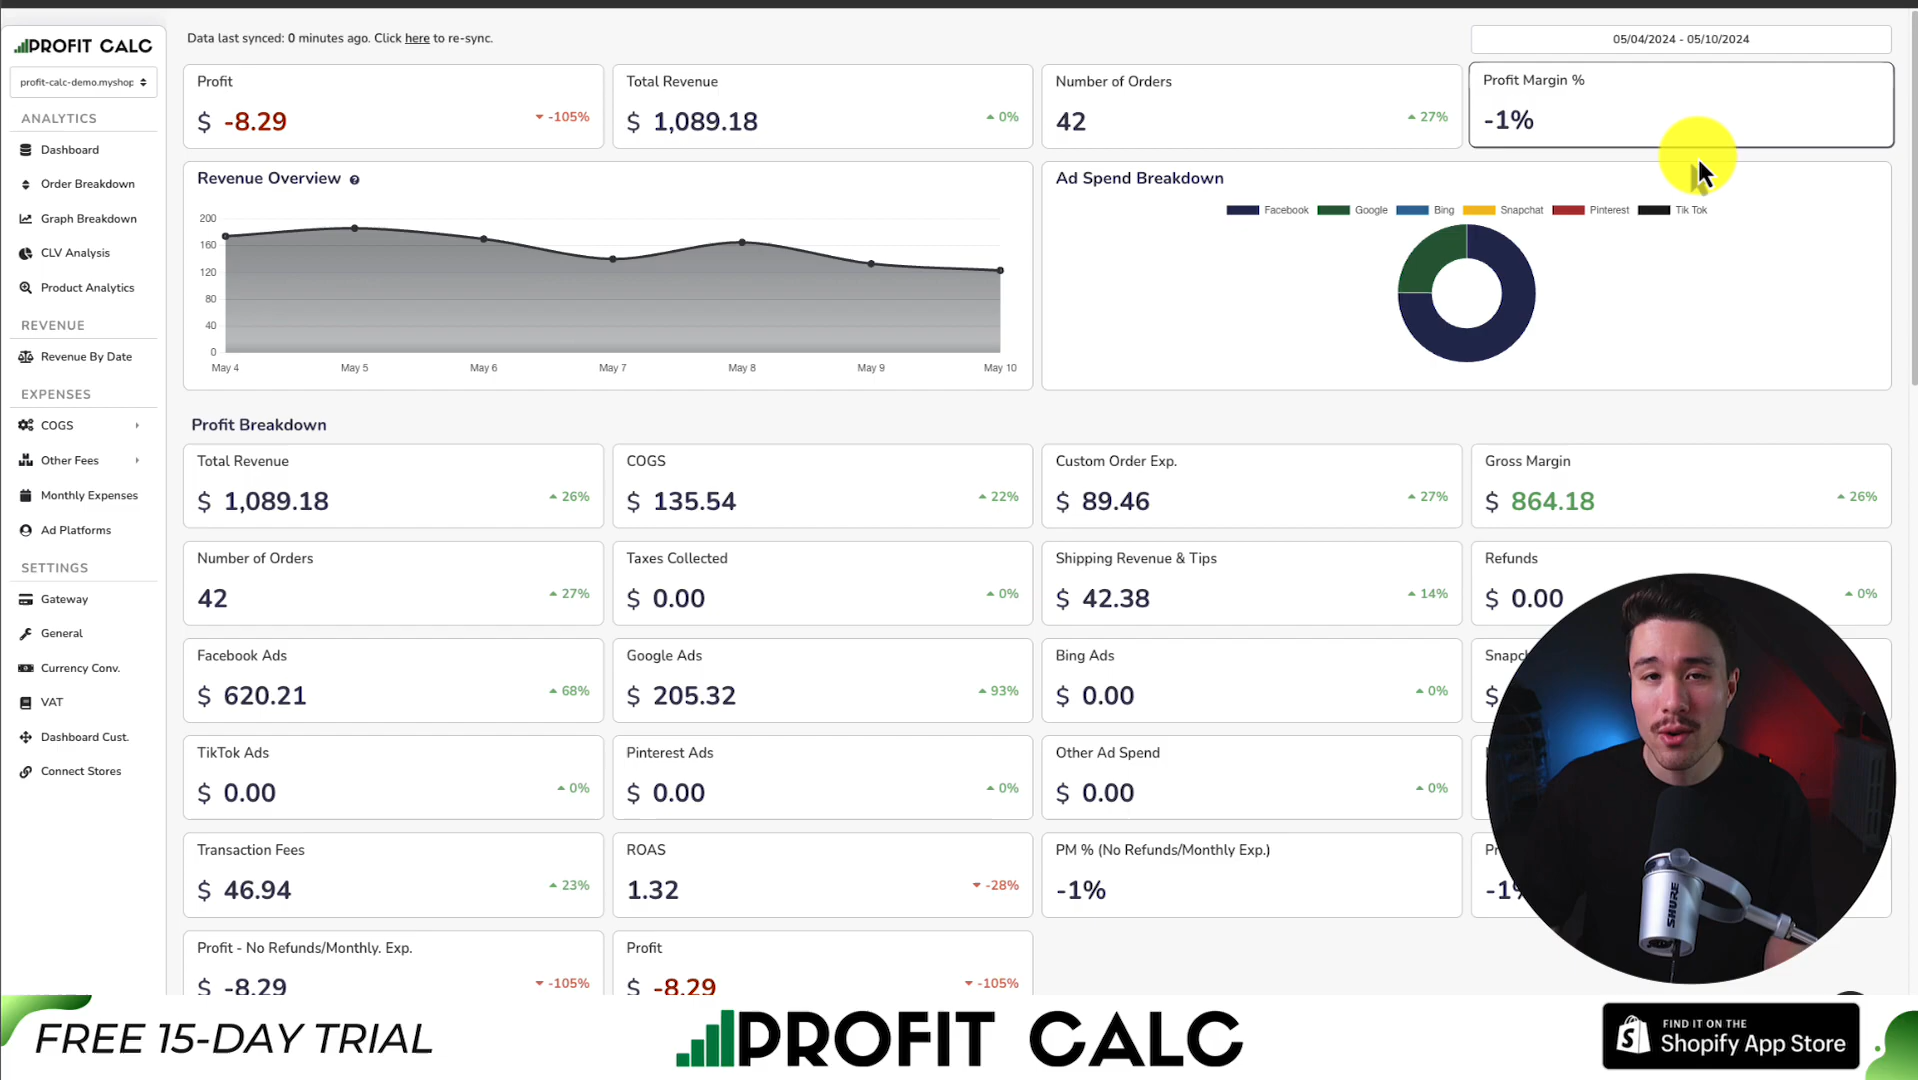 PROFIT CALC
profit-calc-demo.myshop
ANALYTICS
Dashboard
Order Breakdown
Graph Breakdown
CLV Analysis
Product Analytics
REVENUE
Revenue By Date
EXPENSES
COGS
Other Fees
Monthly Expenses
Ad Platforms
SETTINGS
Gateway
General
Currency Conv.
VAT
Dashboard Cust.
Connect Stores
Data last synced: 0 minutes ago. Click here to re-sync.
05/04/2024 - 05/10/2024
Profit
$ -8.29
-105%
Total Revenue
$ 1,089.18
0%
Number of Orders
42
27%
Profit Margin %
-1%
Revenue Overview
200
160
120
80
40
0
May 4 May 5 May 6 May 7 May 8 May 9 May 10
Ad Spend Breakdown
Facebook Google Bing Snapchat Pinterest Tik Tok
Profit Breakdown
Total Revenue
$ 1,089.18
26%
COGS
$ 135.54
22%
Custom Order Exp.
$ 89.46
27%
Gross Margin
$ 864.18
26%
Number of Orders
42
27%
Taxes Collected
$ 0.00
0%
Shipping Revenue & Tips
$ 42.38
14%
Refunds
$ 0.00
0%
Facebook Ads
$ 620.21
68%
Google Ads
$ 205.32
93%
Bing Ads
$ 0.00
0%
Snapc
$
TikTok Ads
$ 0.00
0%
Pinterest Ads
$ 0.00
0%
Other Ad Spend
$ 0.00
0%
Transaction Fees
$ 46.94
23%
ROAS
1.32
-28%
PM % (No Refunds/Monthly Exp.)
-1%
Pr
-1%
Profit - No Refunds/Monthly. Exp.
$ -8.29
-105%
Profit
$ -8.29
-105%
SHURE
FREE 15-DAY TRIAL
PROFIT CALC
FIND IT ON THE
Shopify App Store